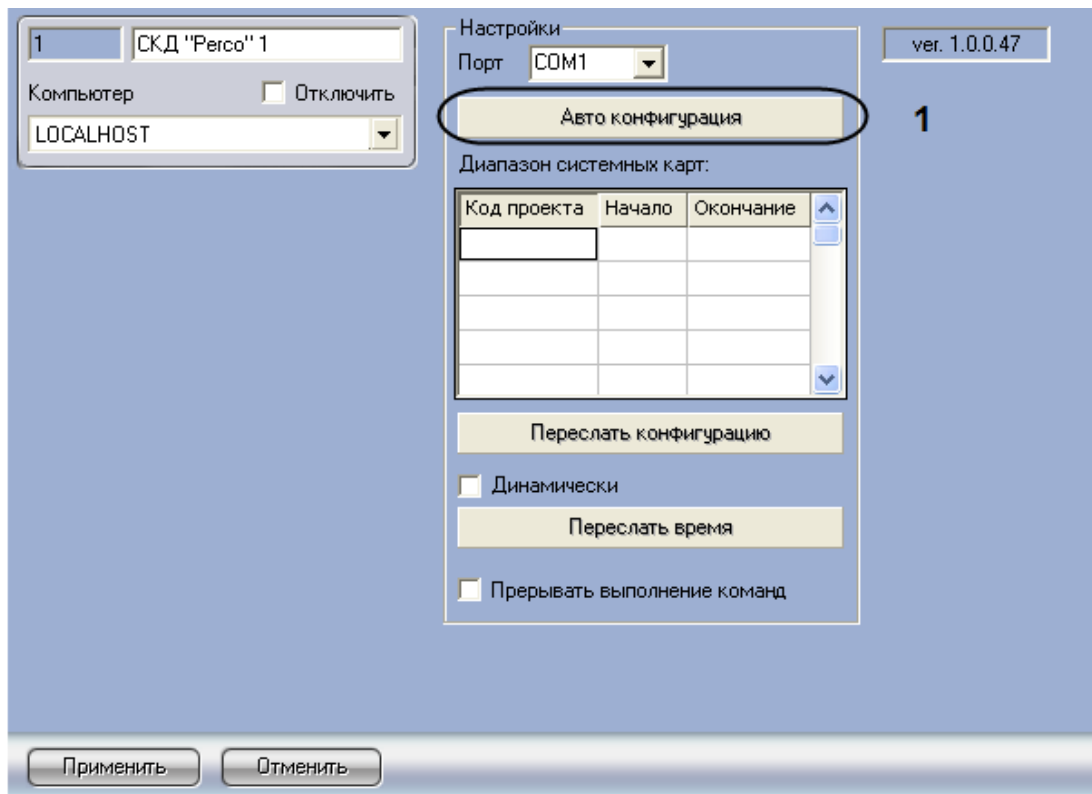 1
СКД "Perco" 1
Компьютер
Отключить
LOCALHOST
Настройки
Порт
COM1
Авто конфигурация
1
Диапазон системных карт:
Код проекта Начало Окончание
Переслать конфигурацию
Динамически
Переслать время
Прерывать выполнение команд
ver. 1.0.0.47
Применить
Отменить